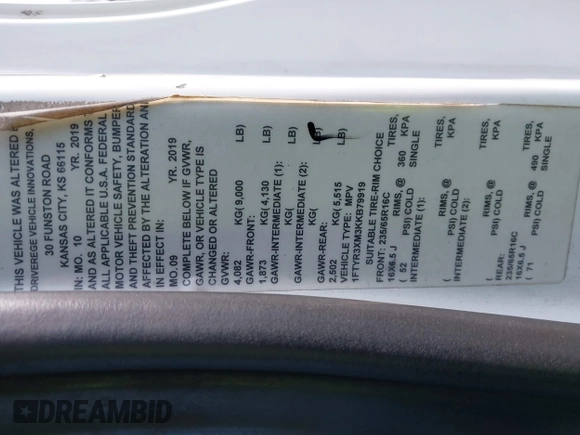 THIS VEHICLE WAS ALTERED
DRIVERGE VEHICLE INNOVATIONS,
30 FUNSTON ROAD
KANSAS CITY, KS 66115
IN: MO. 10 YR. 2019
AND AS ALTERED IT CONFORMS
ALL APPLICABLE U.S.A. FEDERAL
MOTOR VEHICLE SAFETY, BUMPER
AND THEFT PREVENTION STANDARD
AFFECTED BY THE ALTERATION AN
IN EFFECT IN:
MO.09 YR. 2019
COMPLETE BELOW IF GVWR,
GAWR, OR VEHICLE TYPE IS
CHANGED OR ALTERED
GVWR:
4,082 KG( 9,000 LB)
GAWR-FRONT:
1,873 KG( 4,130 LB)
GAWR-INTERMEDIATE (1):
KG( LB)
GAWR-INTERMEDIATE (2):
KG( LB)
GAWR-REAR:
2,502 KG( 5,515 LB)
VEHICLE TYPE: MPV
1FTYR3XM3KKB79919
SUITABLE TIRE-RIM CHOICE
FRONT: 235/65R16C TIRES,
16X6.5 J RIMS, @ 360 KPA
( 52 PSI) COLD SINGLE
INTERMEDIATE (1):
TIRES,
RIMS, @ KPA
( PSI) COLD
INTERMEDIATE (2):
TIRES,
RIMS, @ KPA
( PSI) COLD
REAR:
235/65R16C TIRES,
16X6.5 J RIMS, @ 490 KPA
( 71 PSI) COLD SINGLE
DREAMBID